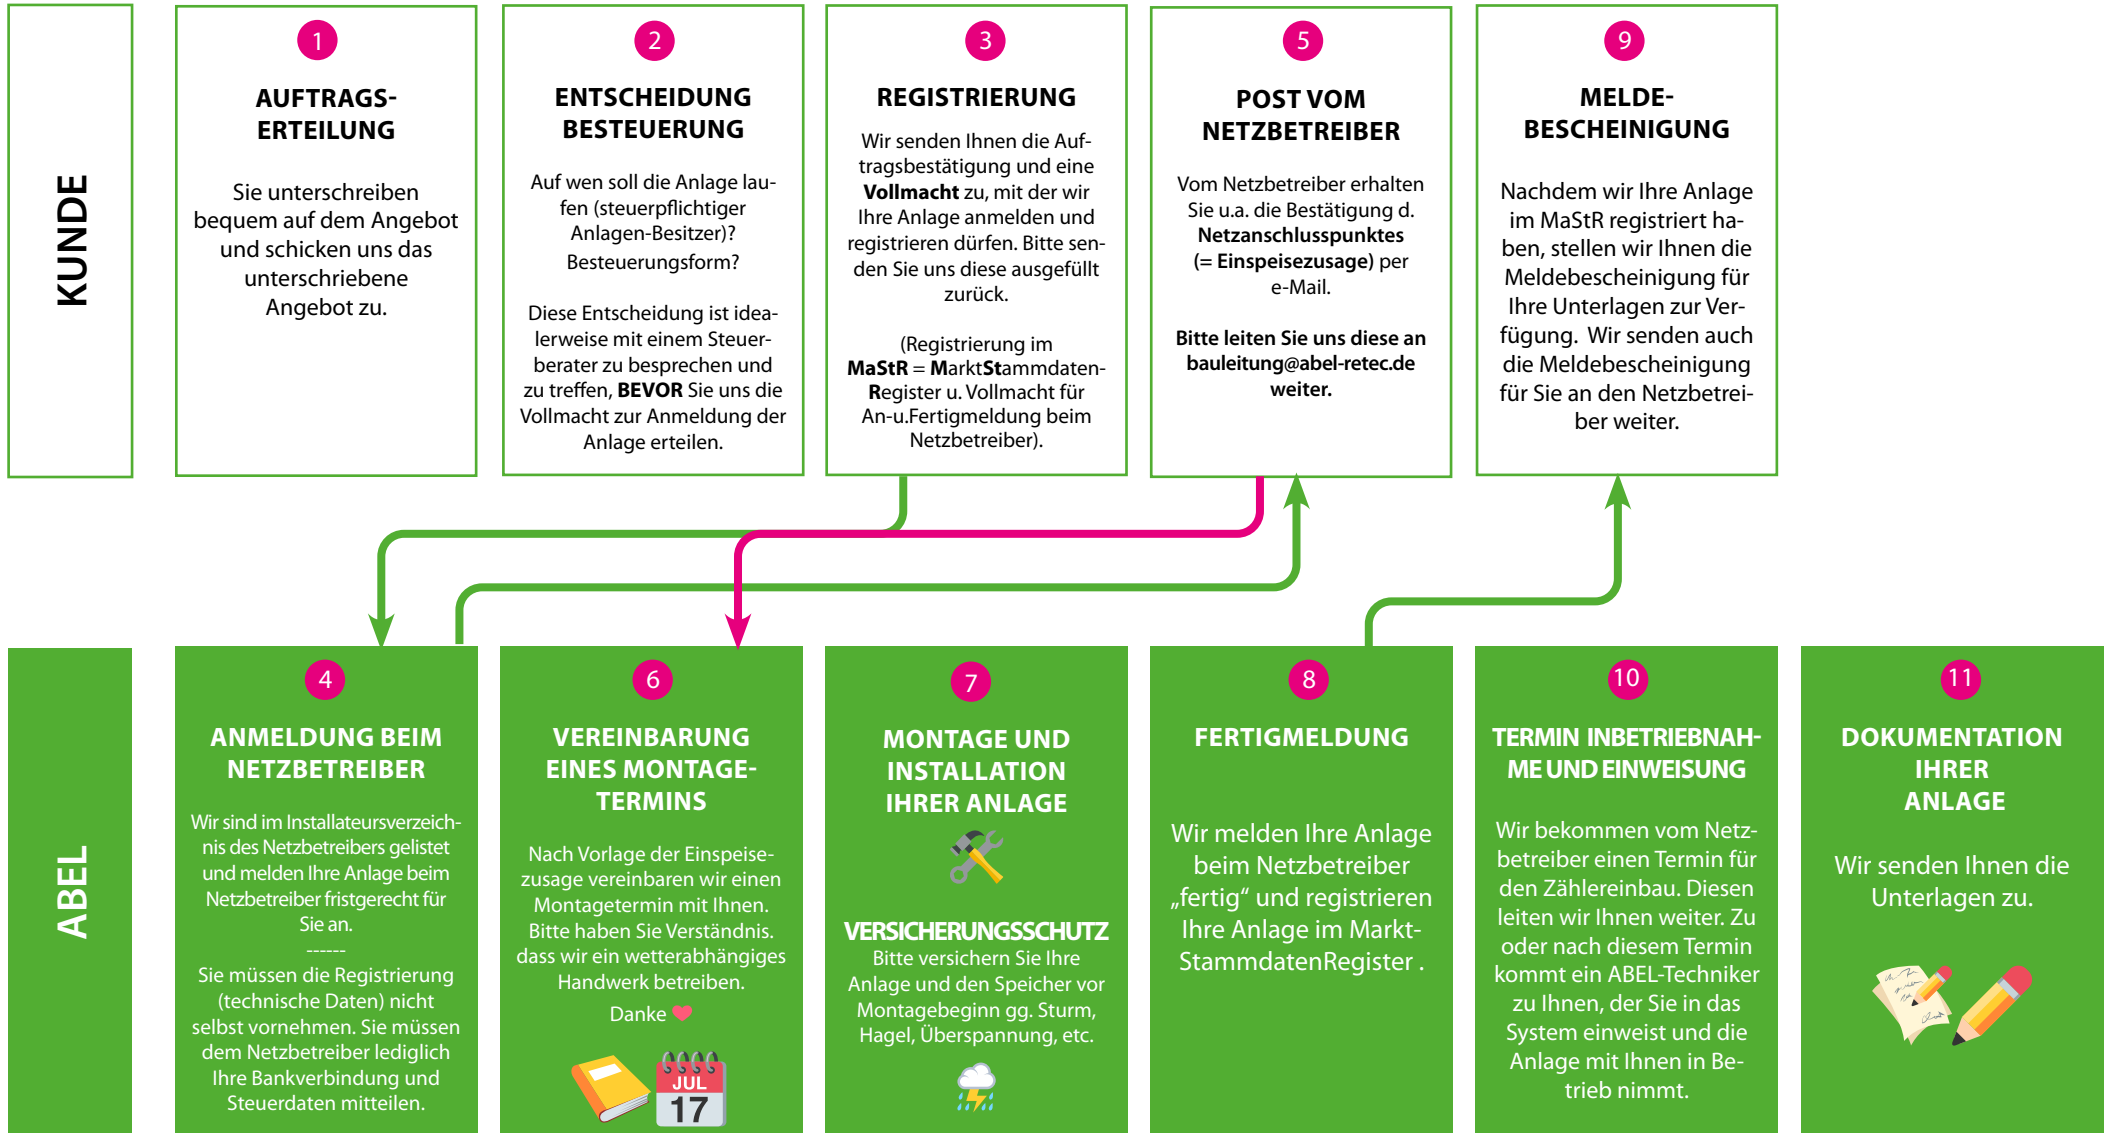 KUNDE
1
AUFTRAGS-
ERTEILUNG
Sie unterschreiben
bequem auf dem Angebot
und schicken uns das
unterschriebene
Angebot zu.
2
ENTSCHEIDUNG
BESTEUERUNG
Auf wen soll die Anlage lau-
fen (steuerpflichtiger
Anlagen-Besitzer)?
Besteuerungsform?
Diese Entscheidung ist idea-
lerweise mit einem Steuer-
berater zu besprechen und
zu treffen, BEVOR Sie uns die
Vollmacht zur Anmeldung der
Anlage erteilen.
3
REGISTRIERUNG
Wir senden Ihnen die Auf-
tragsbestätigung und eine
Vollmacht zu, mit der wir
Ihre Anlage anmelden und
registrieren dürfen. Bitte sen-
den Sie uns diese ausgefüllt
zurück.
(Registrierung im
MaStR = MarktStammdaten-
Register u. Vollmacht für
An-u.Fertigmeldung beim
Netzbetreiber).
5
POST VOM
NETZBETREIBER
Vom Netzbetreiber erhalten
Sie u.a. die Bestätigung d.
Netzanschlusspunktes
(= Einspeisezusage) per
e-Mail.
Bitte leiten Sie uns diese an
bauleitung@abel-retec.de
weiter.
9
MELDE-
BESCHEINIGUNG
Nachdem wir Ihre Anlage
im MaStR registriert ha-
ben, stellen wir Ihnen die
Meldebescheinigung für
Ihre Unterlagen zur Ver-
fügung. Wir senden auch
die Meldebescheinigung
für Sie an den Netzbetrei-
ber weiter.
ABEL
4
ANMELDUNG BEIM
NETZBETREIBER
Wir sind im Installateursverzeich-
nis des Netzbetreibers gelistet
und melden Ihre Anlage beim
Netzbetreiber fristgerecht für
Sie an.
------
Sie müssen die Registrierung
(technische Daten) nicht
selbst vornehmen. Sie müssen
dem Netzbetreiber lediglich
Ihre Bankverbindung und
Steuerdaten mitteilen.
6
VEREINBARUNG
EINES MONTAGE-
TERMINS
Nach Vorlage der Einspeise-
zusage vereinbaren wir einen
Montagetermin mit Ihnen.
Bitte haben Sie Verständnis.
dass wir ein wetterabhängiges
Handwerk betreiben.
Danke
JUL
17
7
MONTAGE UND
INSTALLATION
IHRER ANLAGE
VERSICHERUNGSSCHUTZ
Bitte versichern Sie Ihre
Anlage und den Speicher vor
Montagebeginn gg. Sturm,
Hagel, Überspannung, etc.
8
FERTIGMELDUNG
Wir melden Ihre Anlage
beim Netzbetreiber
„fertig“ und registrieren
Ihre Anlage im Markt-
StammdatenRegister .
10
TERMIN INBETRIEBNAH-
ME UND EINWEISUNG
Wir bekommen vom Netz-
betreiber einen Termin für
den Zählereinbau. Diesen
leiten wir Ihnen weiter. Zu
oder nach diesem Termin
kommt ein ABEL-Techniker
zu Ihnen, der Sie in das
System einweist und die
Anlage mit Ihnen in Be-
trieb nimmt.
11
DOKUMENTATION
IHRER
ANLAGE
Wir senden Ihnen die
Unterlagen zu.